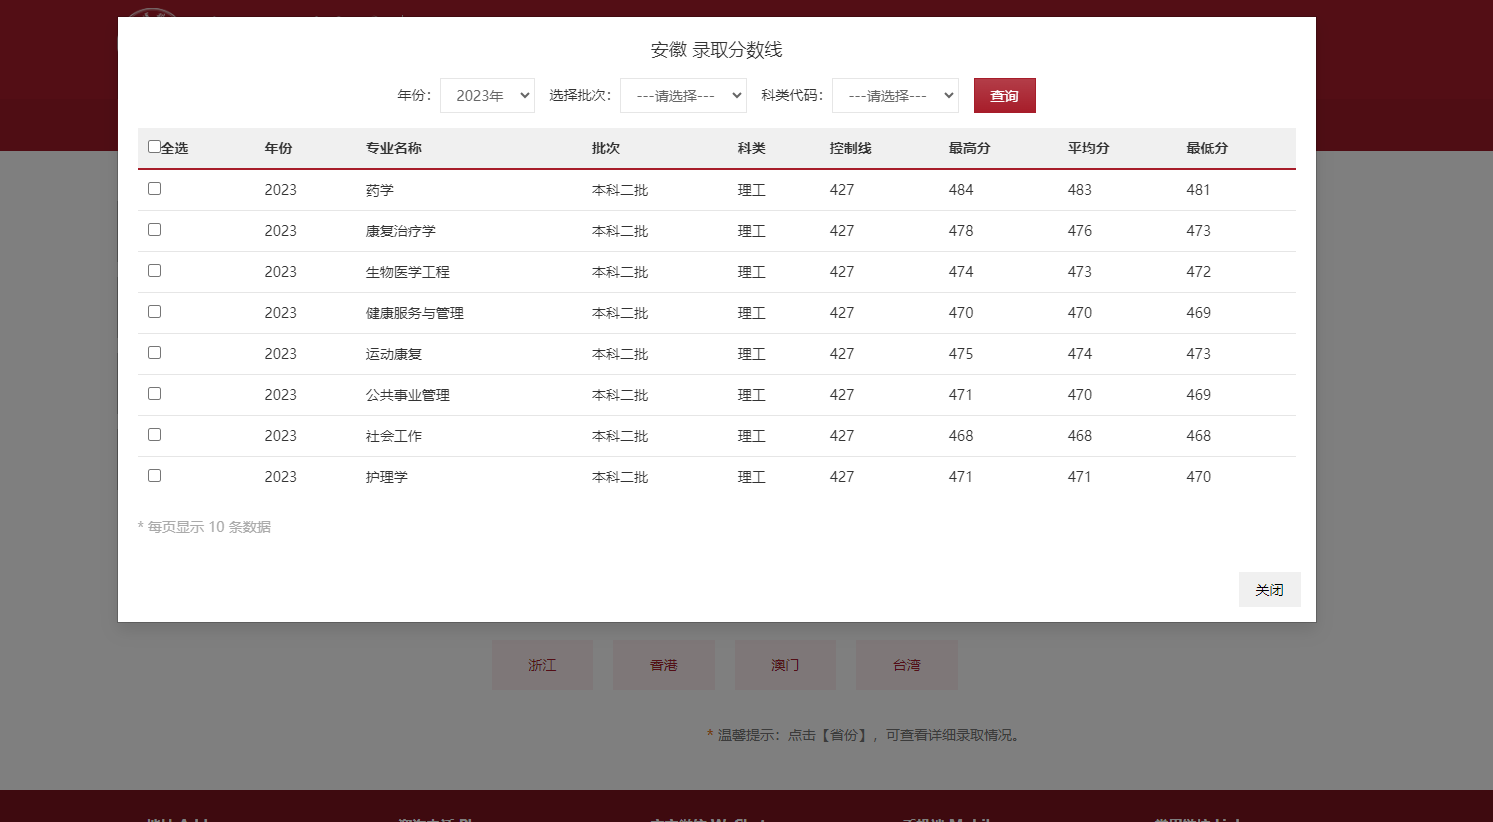 安徽 录取分数线
年份： 2023年 选择批次： ---请选择--- 科类代码： ---请选择--- 查询
全选 年份 专业名称 批次 科类 控制线 最高分 平均分 最低分
2023 药学 本科二批 理工 427 484 483 481
2023 康复治疗学 本科二批 理工 427 478 476 473
2023 生物医学工程 本科二批 理工 427 474 473 472
2023 健康服务与管理 本科二批 理工 427 470 470 469
2023 运动康复 本科二批 理工 427 475 474 473
2023 公共事业管理 本科二批 理工 427 471 470 469
2023 社会工作 本科二批 理工 427 468 468 468
2023 护理学 本科二批 理工 427 471 471 470
* 每页显示 10 条数据
关闭
浙江 香港 澳门 台湾
* 温馨提示：点击【省份】，可查看详细录取情况。